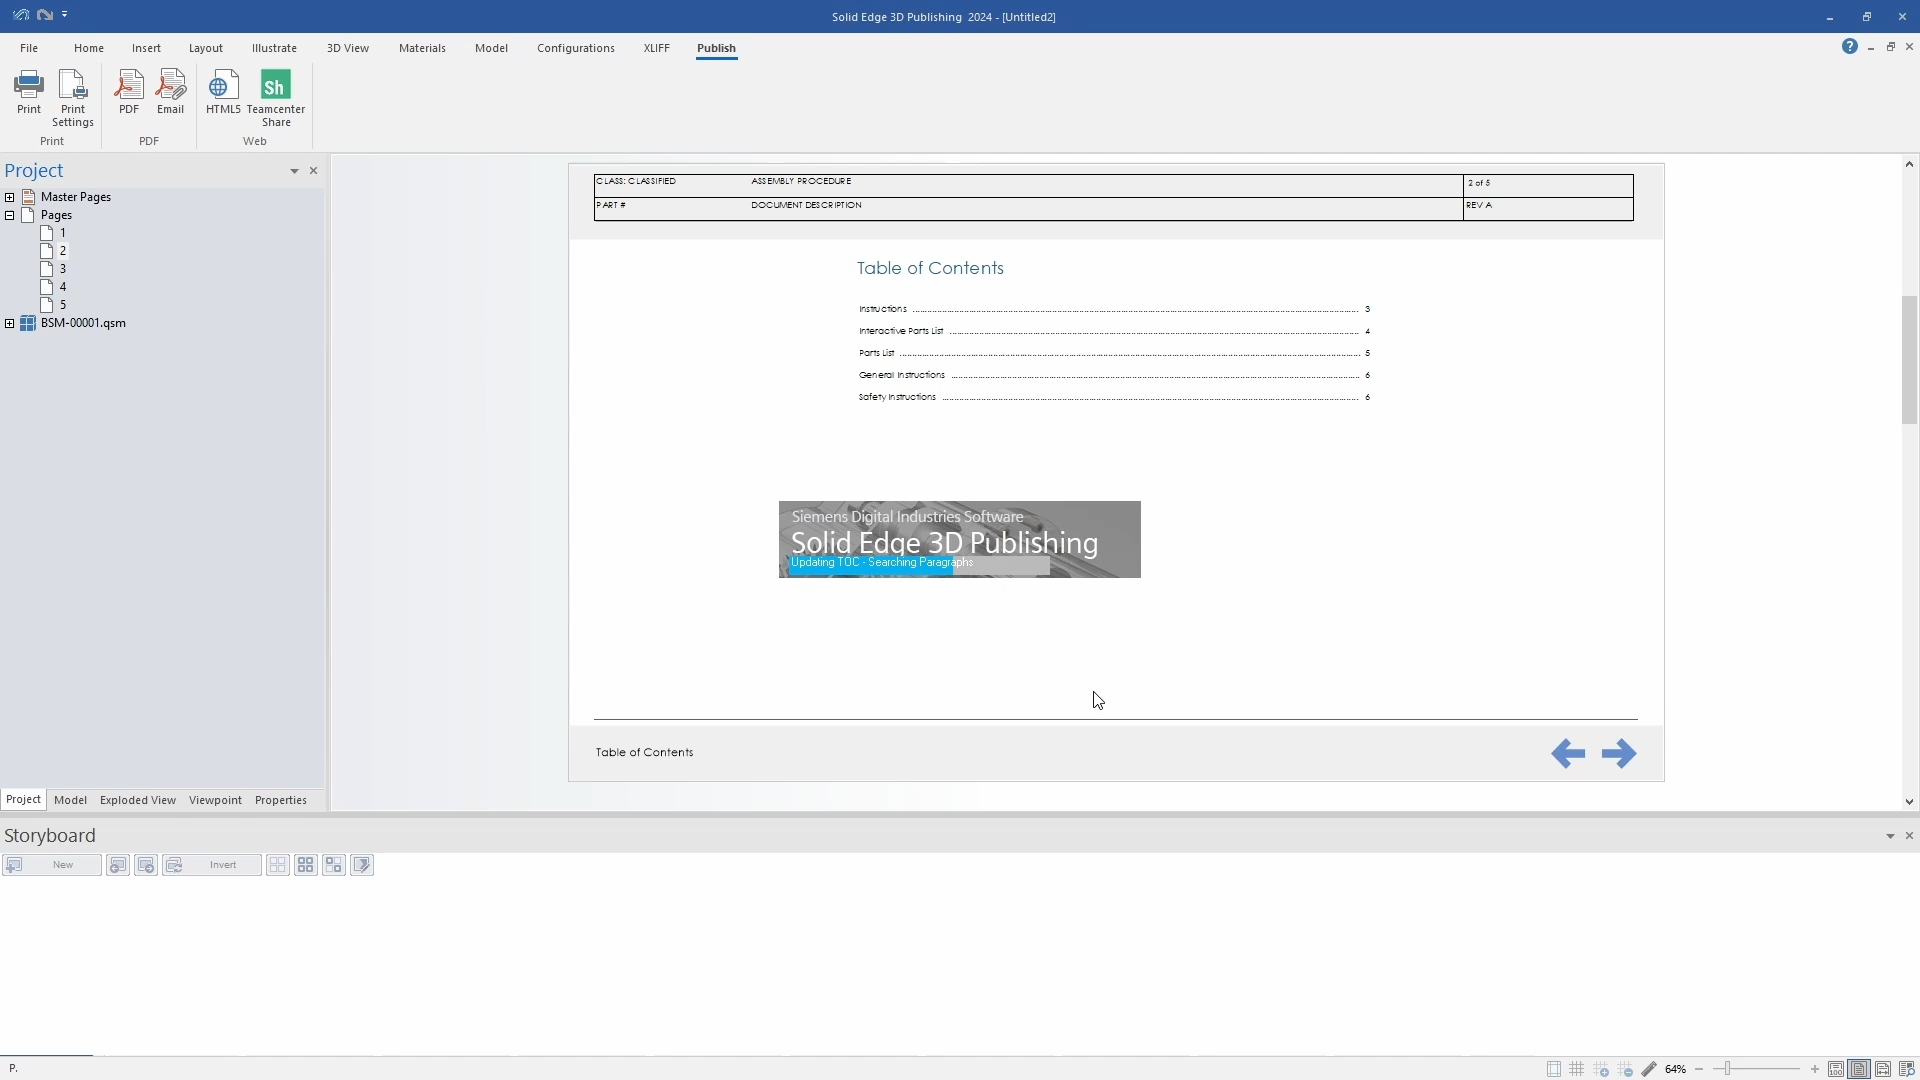 Solid Edge 3D Publishing 2024 - [Untitled2]
File Home Insert Layout Illustrate 3D View Materials Model Configurations XLIFF Publish
Print
Print Settings
PDF
Email
HTML5
Sh
Teamcenter Share
Print PDF Web
Project
Master Pages
Pages
1
2
3
4
5
BSM-00001.qsm
CLASS: CLASSIFIED ASSEMBLY PROCEDURE 2 of 5
PART # DOCUMENT DESCRIPTION REV A
Table of Contents
Instructions 3
Interactive Parts List 4
Parts List 5
General Instructions 6
Safety Instructions 6
Siemens Digital Industries Software
Solid Edge 3D Publishing
Updating TOC - Searching Paragraphs
Table of Contents
Project Model Exploded View Viewpoint Properties
Storyboard
New Invert
P. 64% 100